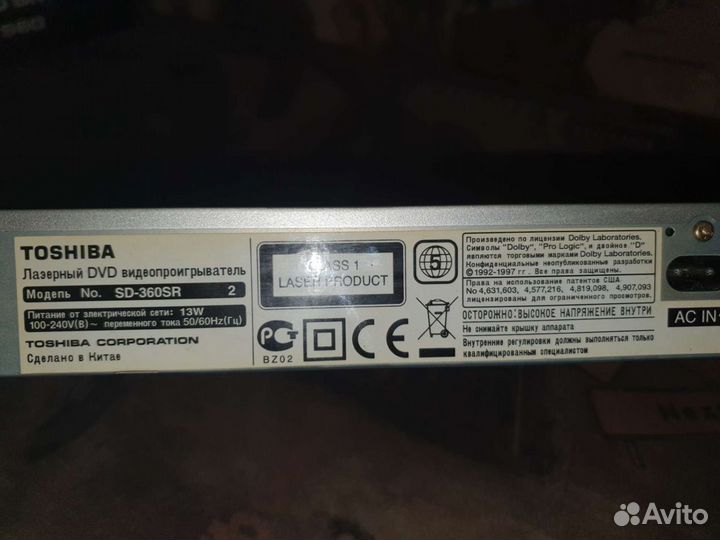 TOSHIBA
Лазерный DVD видеопроигрыватель
Модель No. SD-360SR 2
Питание от электрической сети: 13W
100-240V(В)~ переменного тока 50/60Hz(Гц)
TOSHIBA CORPORATION
Сделано в Китае
CLASS 1
LASER PRODUCT
BZ02
5
Произведено по лицензии Dolby Laboratories.
Символы "Dolby", "Pro Logic", и двойное "D"
являются торговыми марками Dolby Laboratories.
Конфиденциальные неопубликованные разработки
©1992-1997 гг. Все права защищены.
Права на использование патентов США
No 4,631,603, 4,577,216, 4,819,098, 4,907,093
лицензированы для ограниченного просмотров.
ОСТОРОЖНО:ВЫСОКОЕ НАПРЯЖЕНИЕ ВНУТРИ
Не снимайте крышку аппарата
Внутренние регулировки должны выполняться только
квалифицированным специалистом
AC IN
Avito